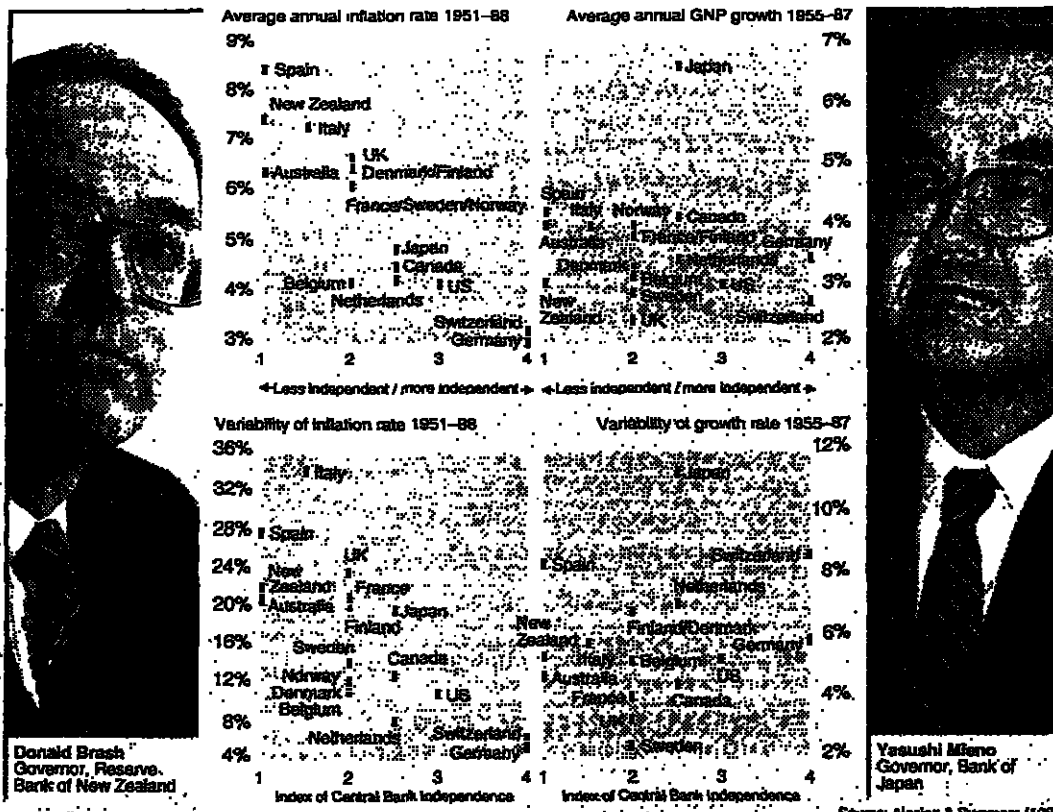 Average annual inflation rate 1951–88
9%
8%
7%
6%
5%
4%
3%
Spain
New Zealand
Italy
UK
Australia
Denmark/Finland
France/Sweden/Norway
Japan
Canada
Belgium
US
Netherlands
Switzerland
Germany
1 2 3 4
Less independent / more independent
Average annual GNP growth 1955–87
7%
6%
5%
4%
3%
2%
Japan
Spain
Italy Norway Canada
Australia France/Finland Germany
Denmark Netherlands
Belgium US
Sweden
New
Zealand UK Switzerland
1 2 3 4
Less independent / more independent
Variability of inflation rate 1951–88
36%
32%
28%
24%
20%
16%
12%
8%
4%
Italy
Spain
UK
New
Zealand France
Australia Japan
Finland
Sweden Canada
Norway
Denmark US
Belgium
Netherlands Switzerland
Germany
1 2 3 4
Index of Central Bank Independence
Variability of growth rate 1955–87
12%
10%
8%
6%
4%
2%
Japan
Switzerland
Spain
Netherlands
New
Zealand Finland/Denmark
Germany
Italy Belgium
Australia US
France Canada
UK
Sweden
1 2 3 4
Index of Central Bank Independence
Donald Brash
Governor, Reserve
Bank of New Zealand
Yasushi Mieno
Governor, Bank of
Japan